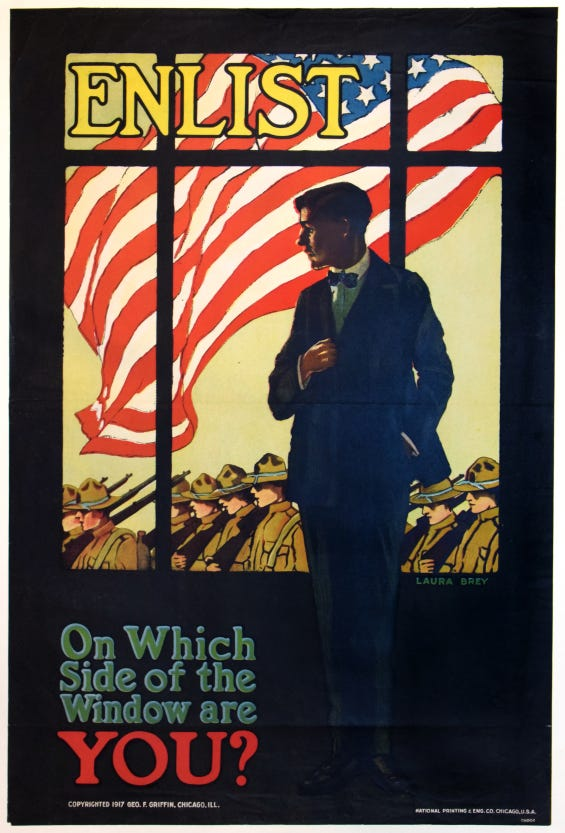 ENLIST
LAURA BREY
On Which
Side of the
Window are
YOU?
COPYRIGHTED 1917 GEO. F. GRIFFIN, CHICAGO, ILL.
NATIONAL PRINTING & ENG. CO. CHICAGO, U.S.A.